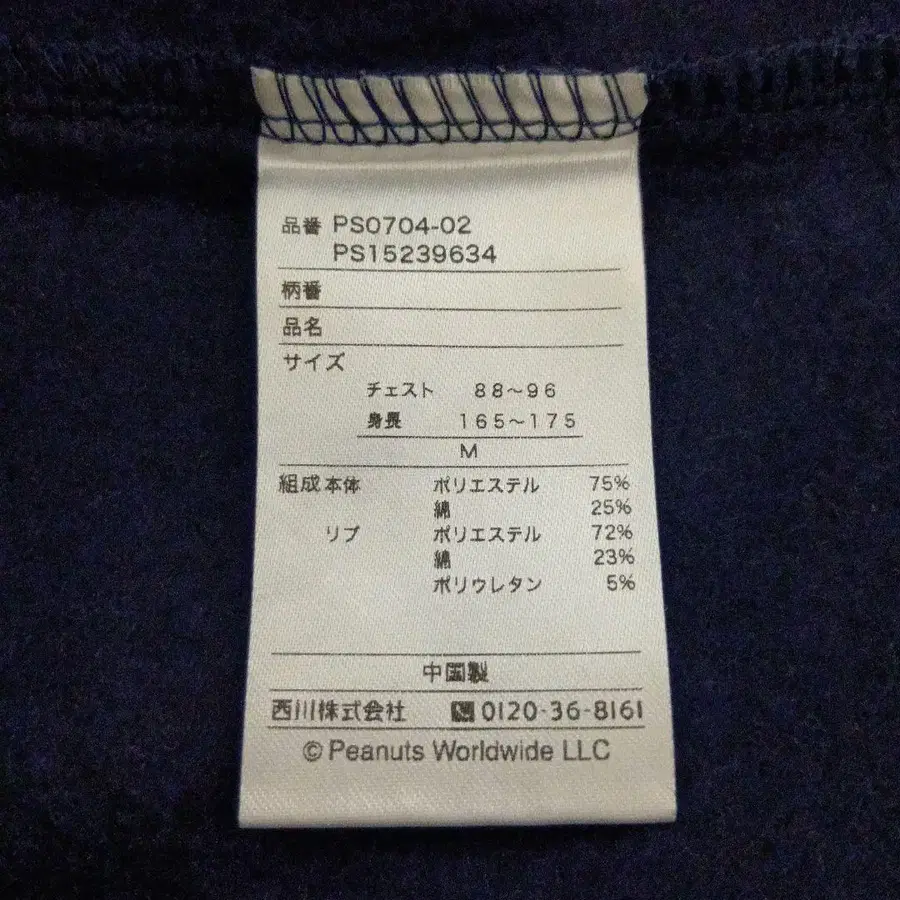 品番 PS0704-02
PS15239634
柄番
品名
サイズ
チェスト 88～96
身長 165～175
M
組成 本体 ポリエステル 75%
綿 25%
リブ ポリエステル 72%
綿 23%
ポリウレタン 5%
中国製
西川株式会社 0120-36-8161
© Peanuts Worldwide LLC